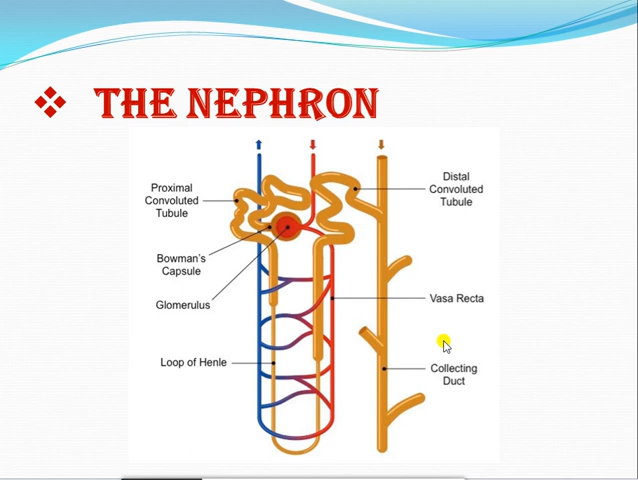 THE NEPHRON
Proximal
Convoluted
Tubule
Distal
Convoluted
Tubule
Bowman's
Capsule
Glomerulus
Vasa Recta
Loop of Henle
Collecting
Duct